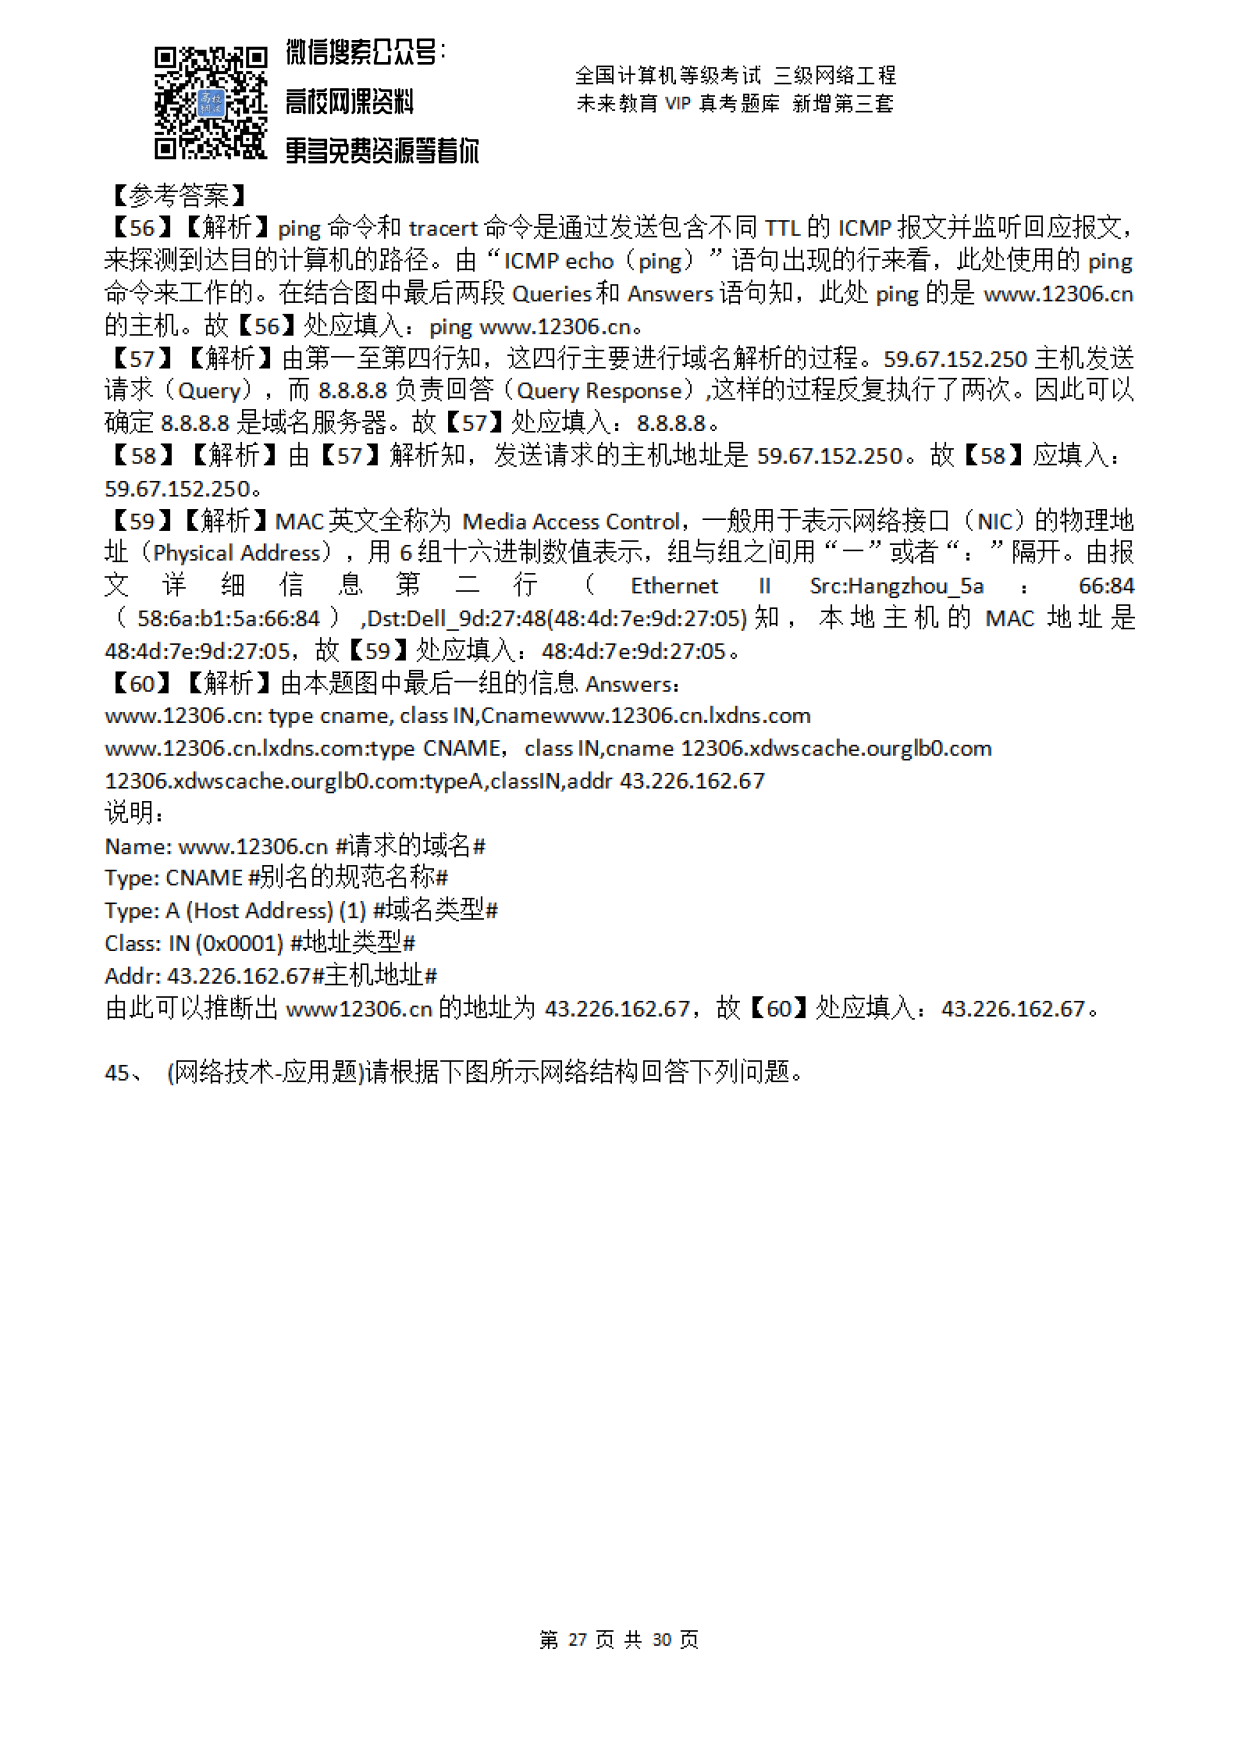 微信搜索公众号：
高校网课资料
更多免费资源等着你
全国计算机等级考试 三级网络工程
未来教育 VIP 真考题库 新增第三套
【参考答案】
【56】【解析】ping 命令和 tracert 命令是通过发送包含不同 TTL 的 ICMP 报文并监听回应报文，
来探测到达目的计算机的路径。由“ICMP echo（ping）”语句出现的行来看，此处使用的 ping
命令来工作的。在结合图中最后两段 Queries 和 Answers 语句知，此处 ping 的是 www.12306.cn
的主机。故【56】处应填入：ping www.12306.cn。
【57】【解析】由第一至第四行知，这四行主要进行域名解析的过程。59.67.152.250 主机发送
请求（Query），而 8.8.8.8 负责回答（Query Response）,这样的过程反复执行了两次。因此可以
确定 8.8.8.8 是域名服务器。故【57】处应填入：8.8.8.8。
【58】【解析】由【57】解析知，发送请求的主机地址是 59.67.152.250。故【58】应填入：
59.67.152.250。
【59】【解析】MAC 英文全称为 Media Access Control，一般用于表示网络接口（NIC）的物理地
址（Physical Address），用 6 组十六进制数值表示，组与组之间用“—”或者“：”隔开。由报
文详细信息第二行（ Ethernet II Src:Hangzhou_5a ： 66:84
（58:6a:b1:5a:66:84）,Dst:Dell_9d:27:48(48:4d:7e:9d:27:05)知，本地主机的 MAC 地址是
48:4d:7e:9d:27:05，故【59】处应填入：48:4d:7e:9d:27:05。
【60】【解析】由本题图中最后一组的信息 Answers：
www.12306.cn: type cname, class IN,Cnamewww.12306.cn.lxdns.com
www.12306.cn.lxdns.com:type CNAME，class IN,cname 12306.xdwscache.ourglb0.com
12306.xdwscache.ourglb0.com:typeA,classIN,addr 43.226.162.67
说明：
Name: www.12306.cn #请求的域名#
Type: CNAME #别名的规范名称#
Type: A (Host Address) (1) #域名类型#
Class: IN (0x0001) #地址类型#
Addr: 43.226.162.67#主机地址#
由此可以推断出 www12306.cn 的地址为 43.226.162.67，故【60】处应填入：43.226.162.67。
45、 (网络技术-应用题)请根据下图所示网络结构回答下列问题。
第 27 页 共 30 页